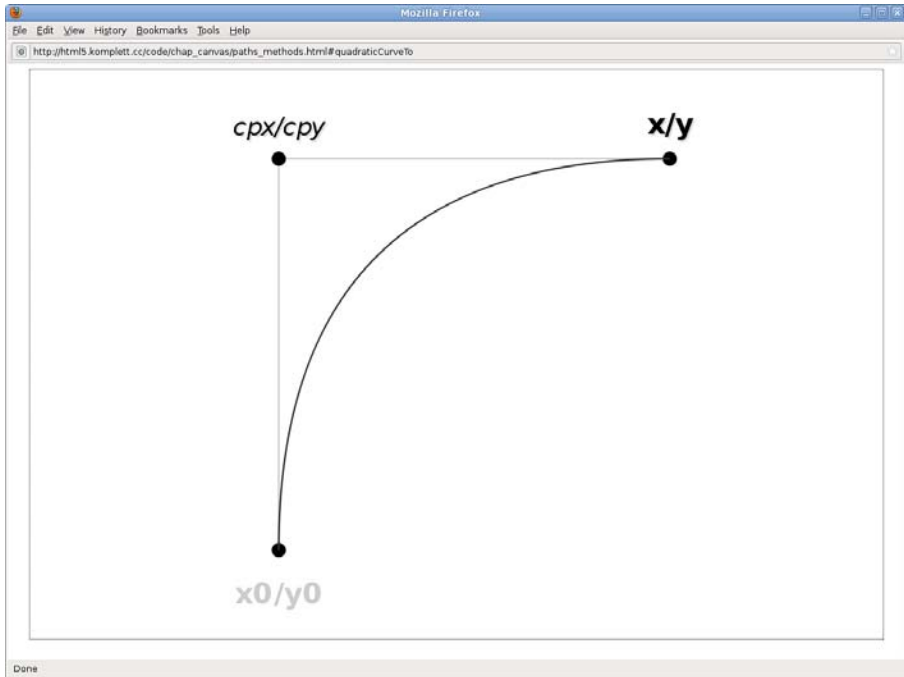 Mozilla Firefox
File Edit View History Bookmarks Tools Help
http://html5.komplett.cc/code/chap_canvas/paths_methods.html#quadraticCurveTo
cpx/cpy
x/y
x0/y0
Done